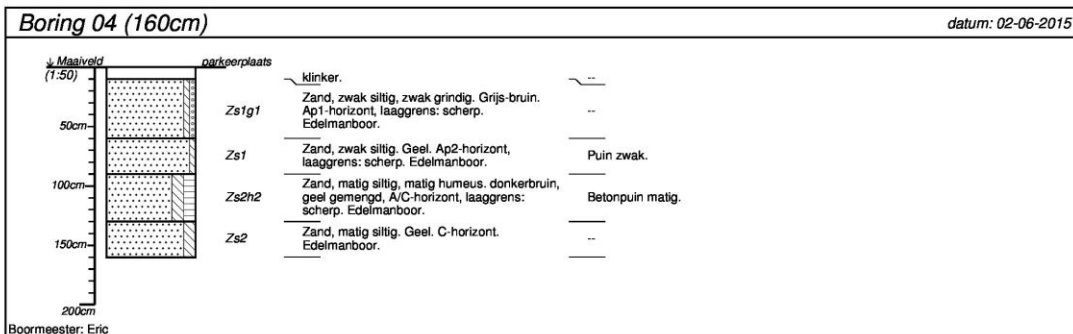 Boring 04 (160cm) datum: 02-06-2015
Maaiveld parkeerplaats
(1:50) klinker. --
Zs1g1 Zand, zwak siltig, zwak grindig. Grijs-bruin.
Ap1-horizont, laaggrens: scherp. --
Edelmanboor.
50cm
Zs1 Zand, zwak siltig. Geel. Ap2-horizont,
laaggrens: scherp. Edelmanboor. Puin zwak.
100cm
Zs2h2 Zand, matig siltig, matig humeus. donkerbruin,
geel gemengd, A/C-horizont, laaggrens: Betonpuin matig.
scherp. Edelmanboor.
150cm
Zs2 Zand, matig siltig. Geel. C-horizont. --
Edelmanboor.
200cm
Boormeester: Eric